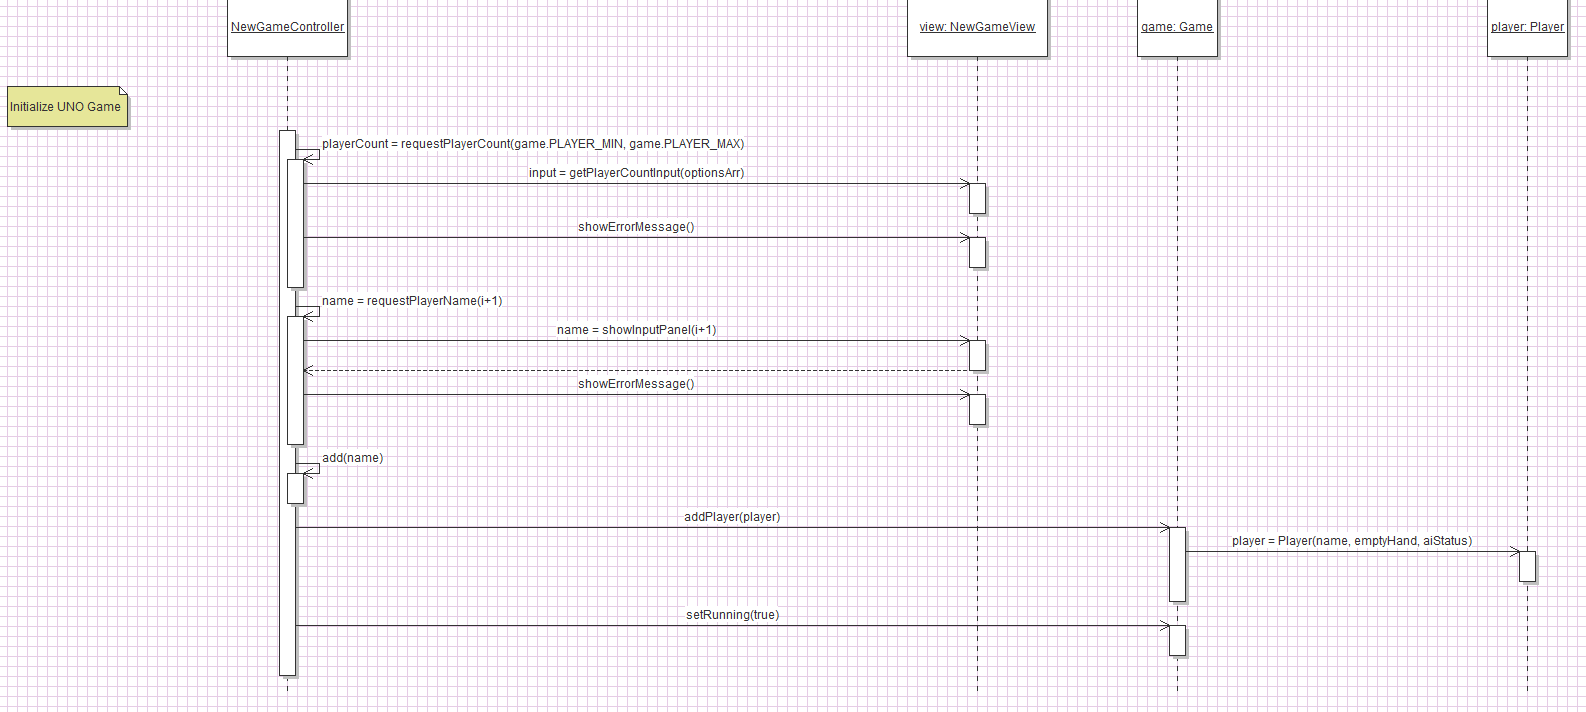 NewGameController
view: NewGameView
game: Game
player: Player
Initialize UNO Game
playerCount = requestPlayerCount(game.PLAYER_MIN, game.PLAYER_MAX)
input = getPlayerCountInput(optionsArr)
showErrorMessage()
name = requestPlayerName(i+1)
name = showInputPanel(i+1)
showErrorMessage()
add(name)
addPlayer(player)
player = Player(name, emptyHand, aiStatus)
setRunning(true)